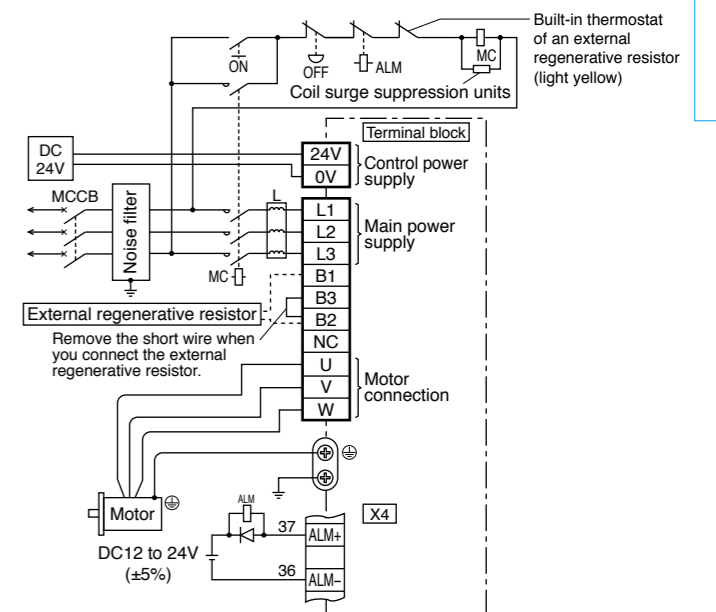 Built-in thermostat
of an external
regenerative resistor
(light yellow)
ON
OFF
ALM
MC
Coil surge suppression units
Terminal block
DC
24V
24V
0V
Control power
supply
MCCB
Noise filter
L
L1
L2
L3
Main power
supply
MC
B1
B3
B2
NC
External regenerative resistor
Remove the short wire when
you connect the external
regenerative resistor.
U
V
W
Motor
connection
Motor
ALM
X4
37
ALM+
DC12 to 24V
(±5%)
36
ALM−